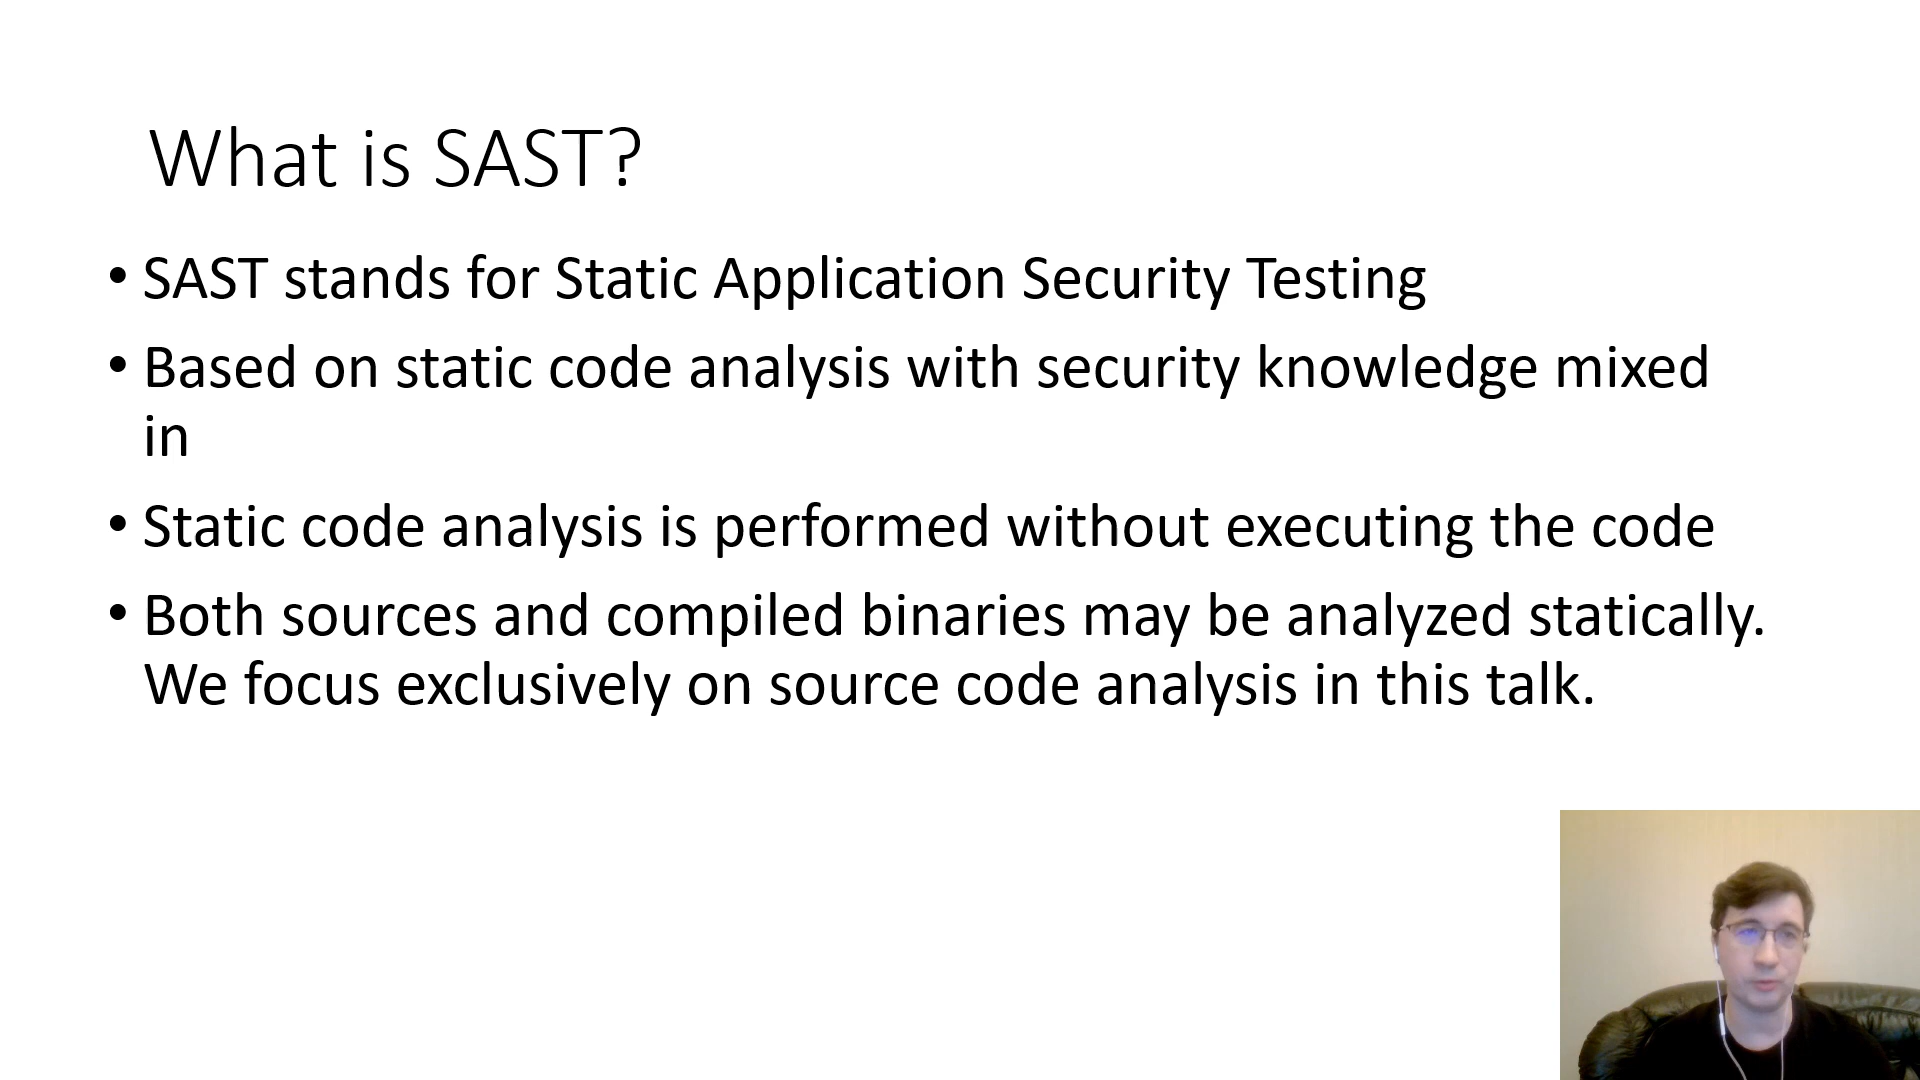 What is SAST?
• SAST stands for Static Application Security Testing
• Based on static code analysis with security knowledge mixed
in
• Static code analysis is performed without executing the code
• Both sources and compiled binaries may be analyzed statically.
We focus exclusively on source code analysis in this talk.